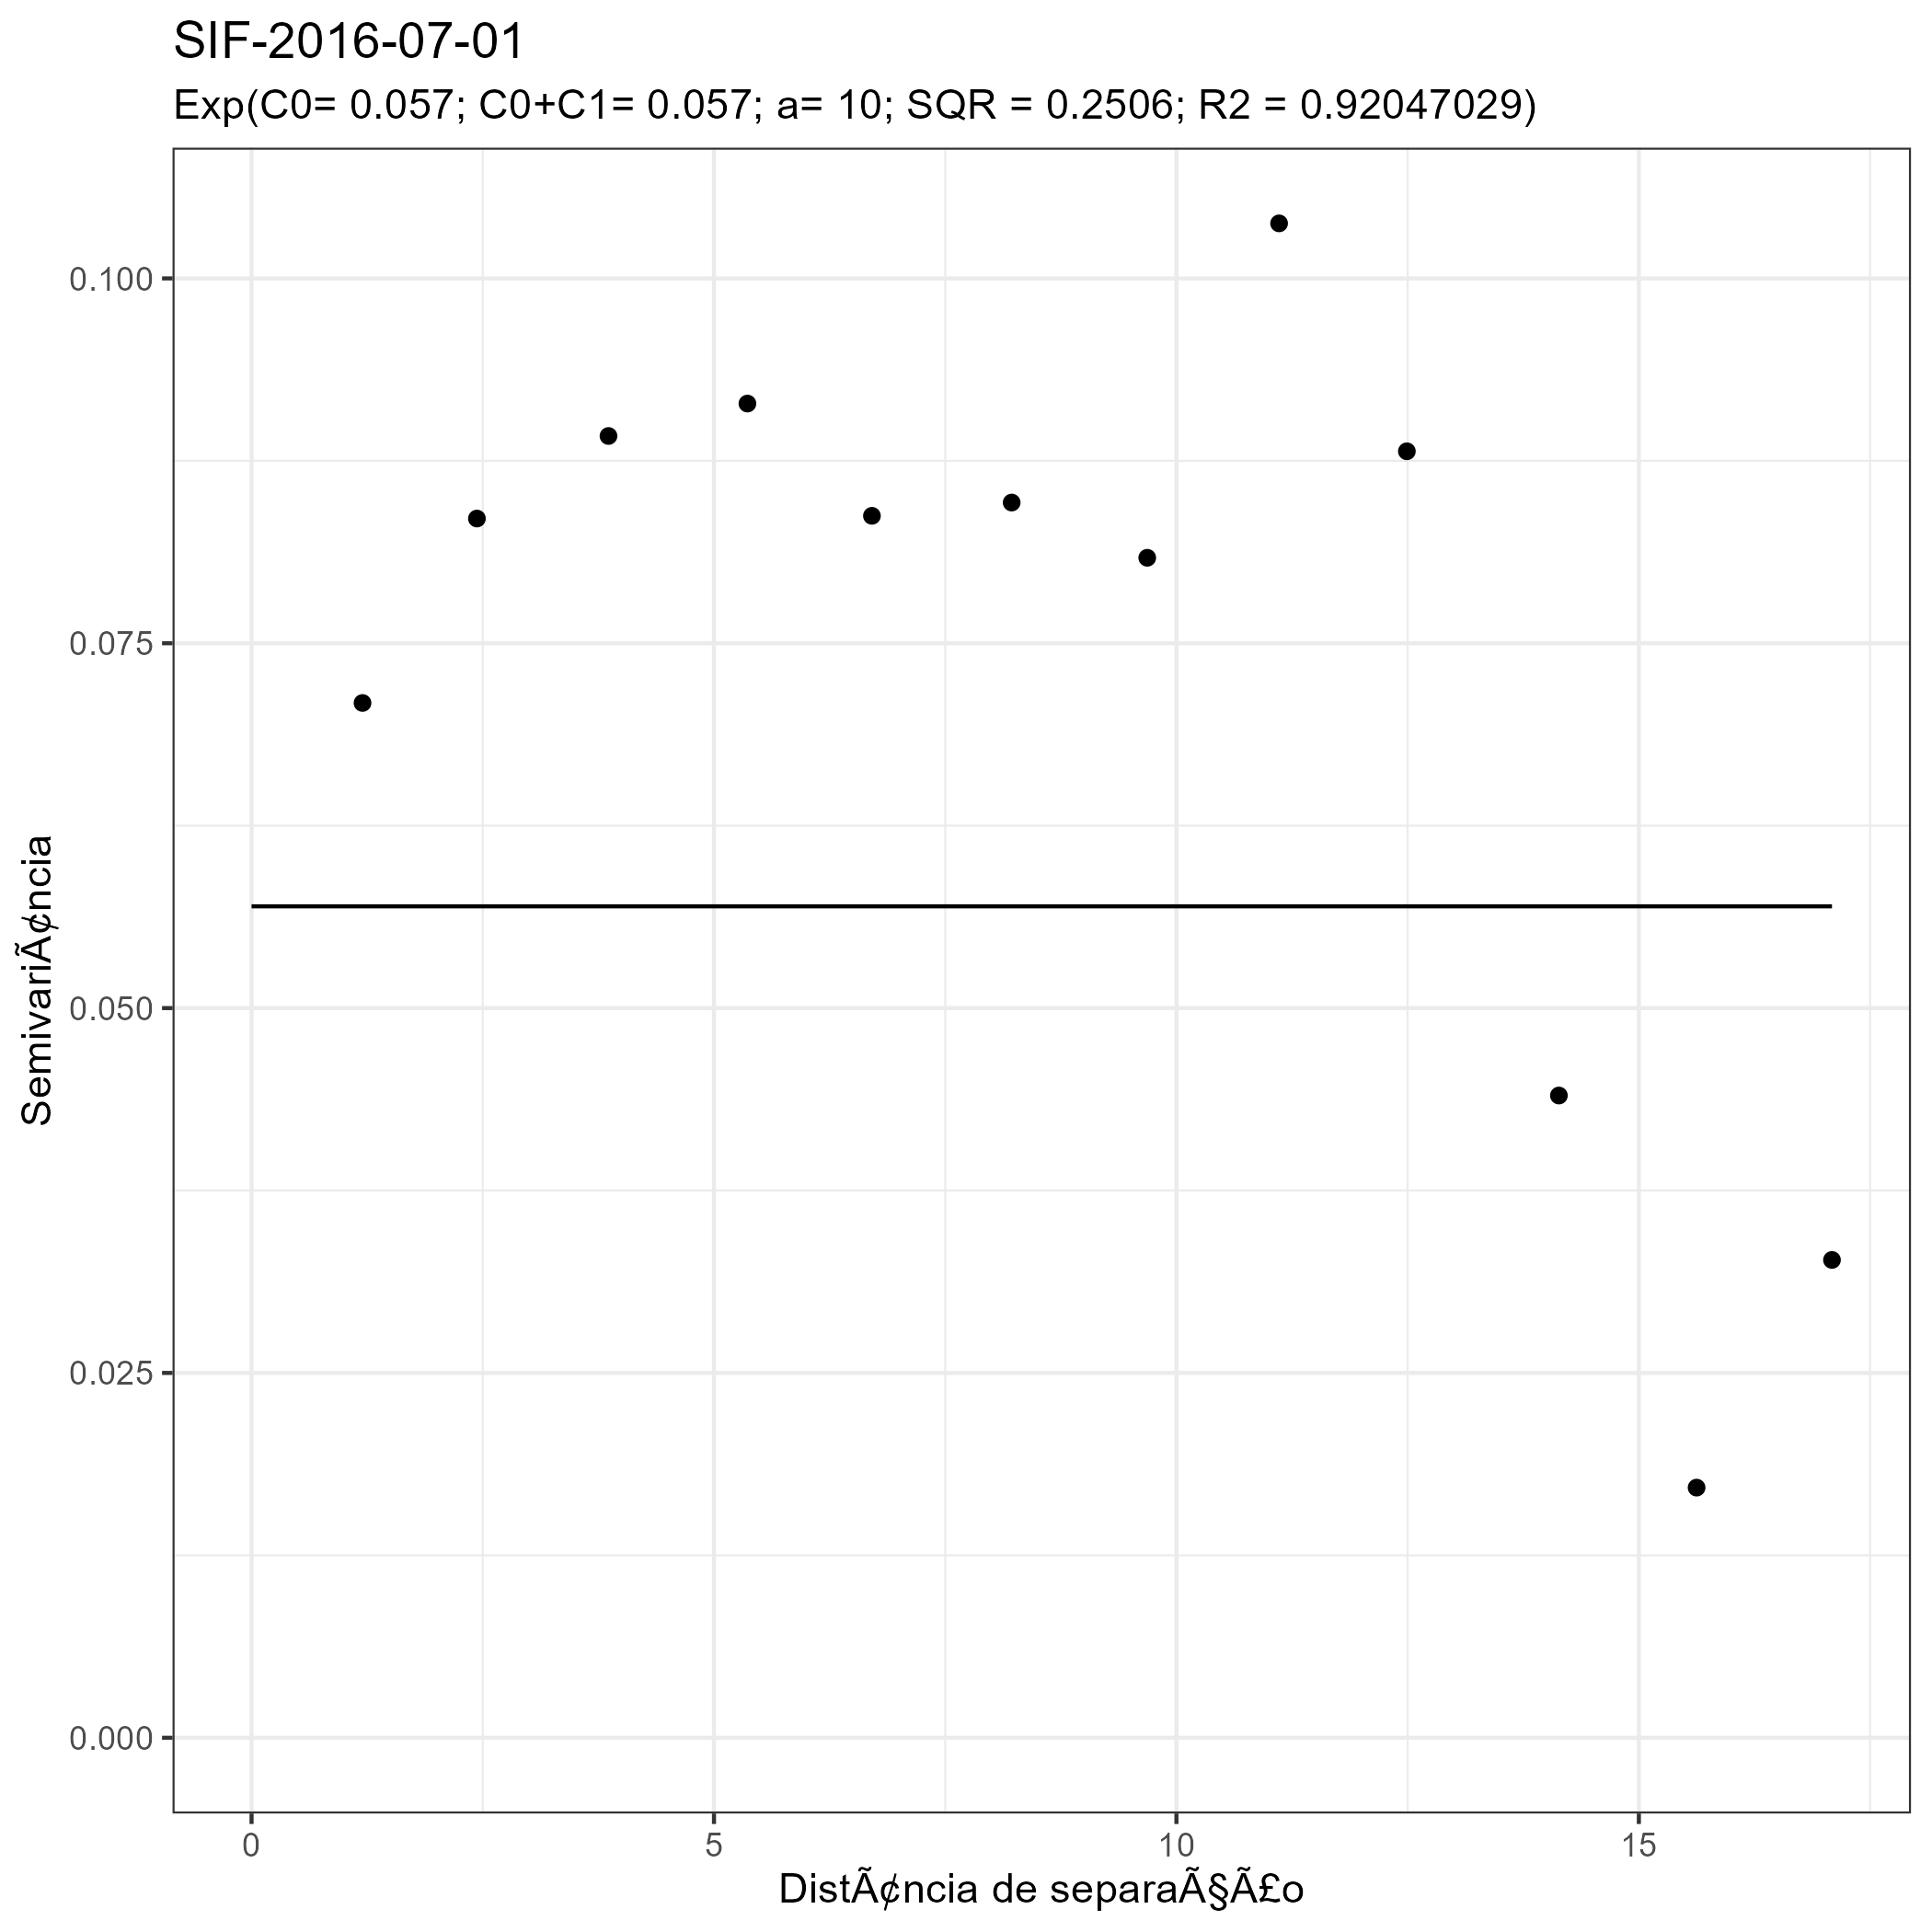 SIF-2016-07-01
Exp(C0= 0.057; C0+C1= 0.057; a= 10; SQR = 0.2506; R2 = 0.92047029)
SemivariÃ¢ncia
0.100
0.075
0.050
0.025
0.000
0 5 10 15
DistÃ¢ncia de separaÃ§Ã£o